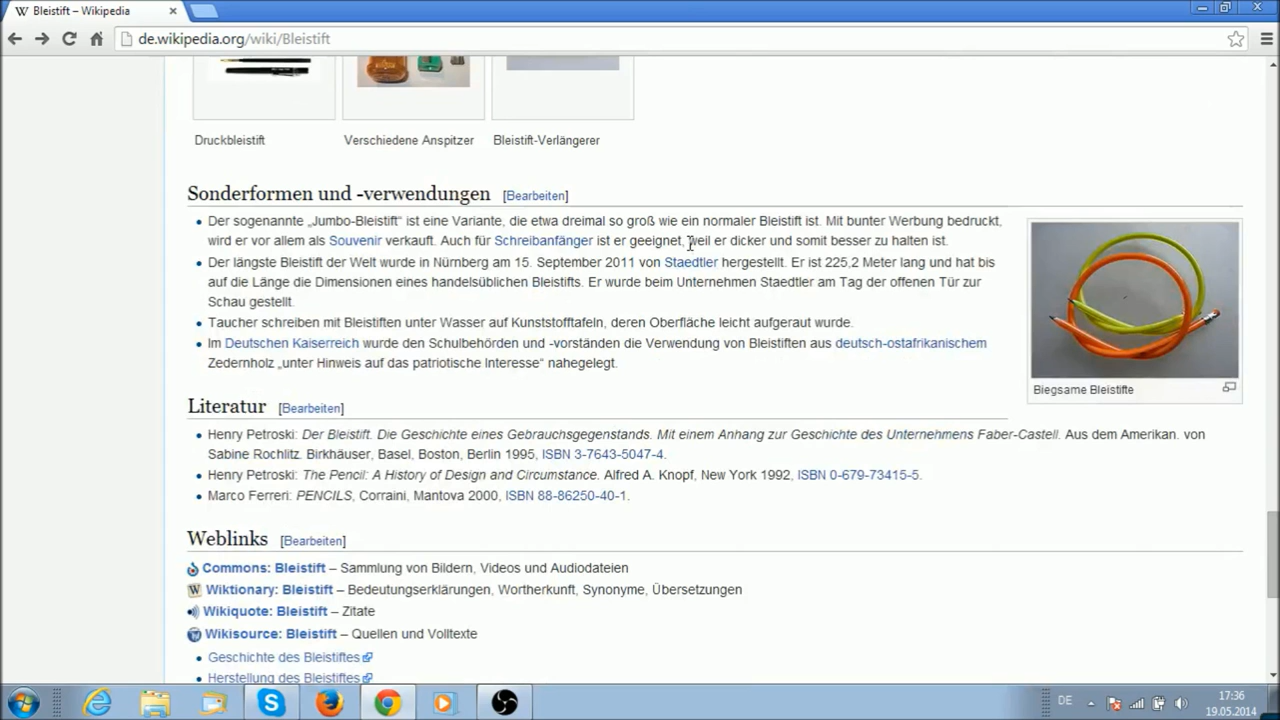 Bleistift – Wikipedia
de.wikipedia.org/wiki/Bleistift
Druckbleistift
Verschiedene Anspitzer
Bleistift-Verlängerer
Sonderformen und -verwendungen [Bearbeiten]
Der sogenannte „Jumbo-Bleistift“ ist eine Variante, die etwa dreimal so groß wie ein normaler Bleistift ist. Mit bunter Werbung bedruckt,
wird er vor allem als Souvenir verkauft. Auch für Schreibanfänger ist er geeignet, weil er dicker und somit besser zu halten ist.
Der längste Bleistift der Welt wurde in Nürnberg am 15. September 2011 von Staedtler hergestellt. Er ist 225,2 Meter lang und hat bis
auf die Länge die Dimensionen eines handelsüblichen Bleistifts. Er wurde beim Unternehmen Staedtler am Tag der offenen Tür zur
Schau gestellt.
Taucher schreiben mit Bleistiften unter Wasser auf Kunststofftafeln, deren Oberfläche leicht aufgeraut wurde.
Im Deutschen Kaiserreich wurde den Schulbehörden und -vorständen die Verwendung von Bleistiften aus deutsch-ostafrikanischem
Zedernholz „unter Hinweis auf das patriotische Interesse“ nahegelegt.
Biegsame Bleistifte
Literatur [Bearbeiten]
Henry Petroski: Der Bleistift. Die Geschichte eines Gebrauchsgegenstands. Mit einem Anhang zur Geschichte des Unternehmens Faber-Castell. Aus dem Amerikan. von
Sabine Rochlitz. Birkhäuser, Basel, Boston, Berlin 1995, ISBN 3-7643-5047-4.
Henry Petroski: The Pencil: A History of Design and Circumstance. Alfred A. Knopf, New York 1992, ISBN 0-679-73415-5.
Marco Ferreri: PENCILS, Corraini, Mantova 2000, ISBN 88-86250-40-1.
Weblinks [Bearbeiten]
Commons: Bleistift – Sammlung von Bildern, Videos und Audiodateien
Wiktionary: Bleistift – Bedeutungserklärungen, Wortherkunft, Synonyme, Übersetzungen
Wikiquote: Bleistift – Zitate
Wikisource: Bleistift – Quellen und Volltexte
Geschichte des Bleistiftes
Herstellung des Bleistiftes
DE
17:36
19.05.2014